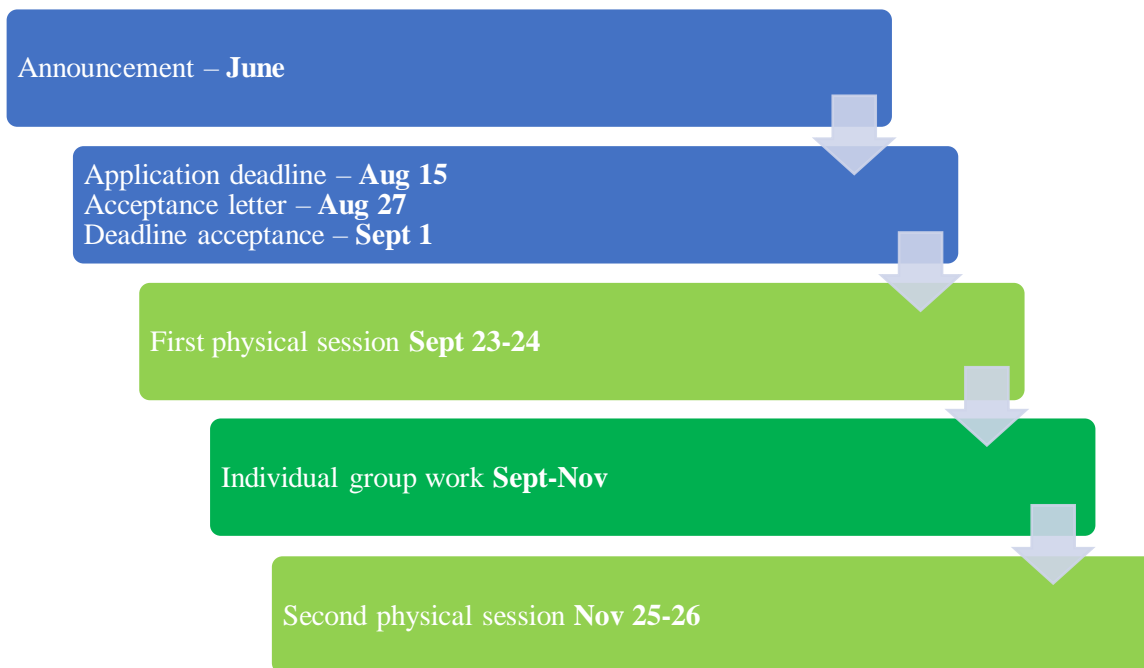 Announcement – June
Application deadline – Aug 15
Acceptance letter – Aug 27
Deadline acceptance – Sept 1
First physical session Sept 23-24
Individual group work Sept-Nov
Second physical session Nov 25-26